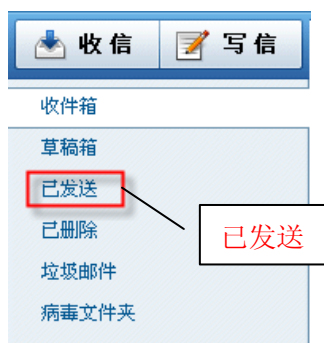 收信 写信
收件箱
草稿箱
已发送
已发送
已删除
垃圾邮件
病毒文件夹